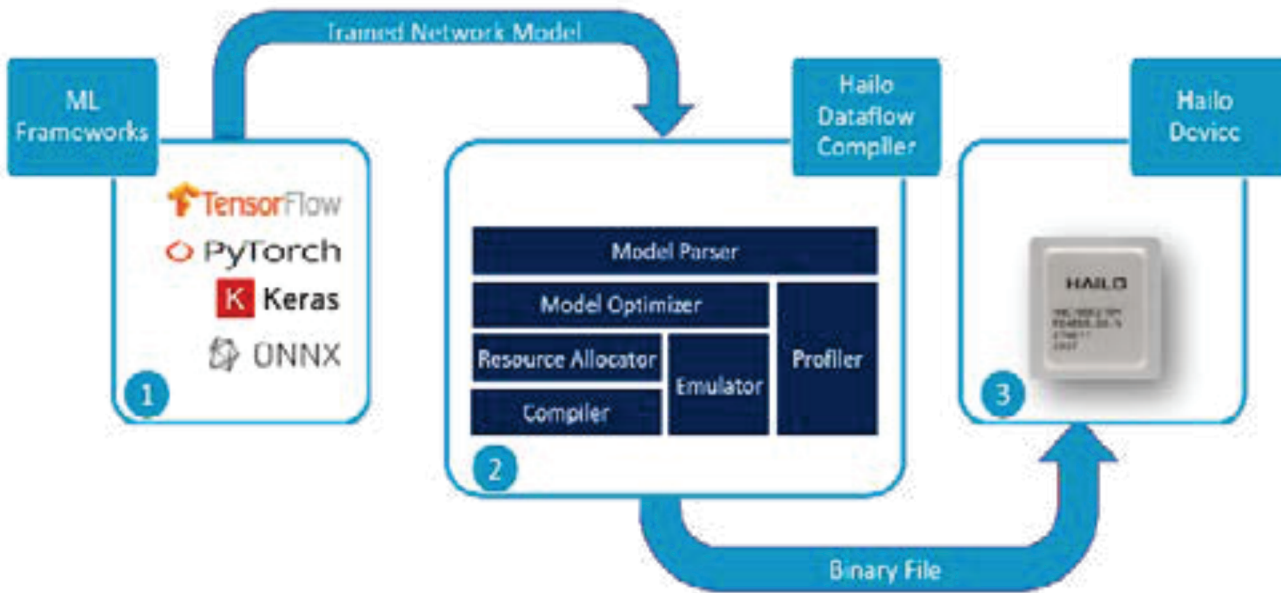 Trained Network Model
ML
Frameworks
Hailo
Dataflow
Compiler
Hailo
Device
TensorFlow
PyTorch
K Keras
ONNX
1
Model Parser
Model Optimizer
Resource Allocator
Emulator
Profiler
Compiler
2
HAILO
3
Binary File